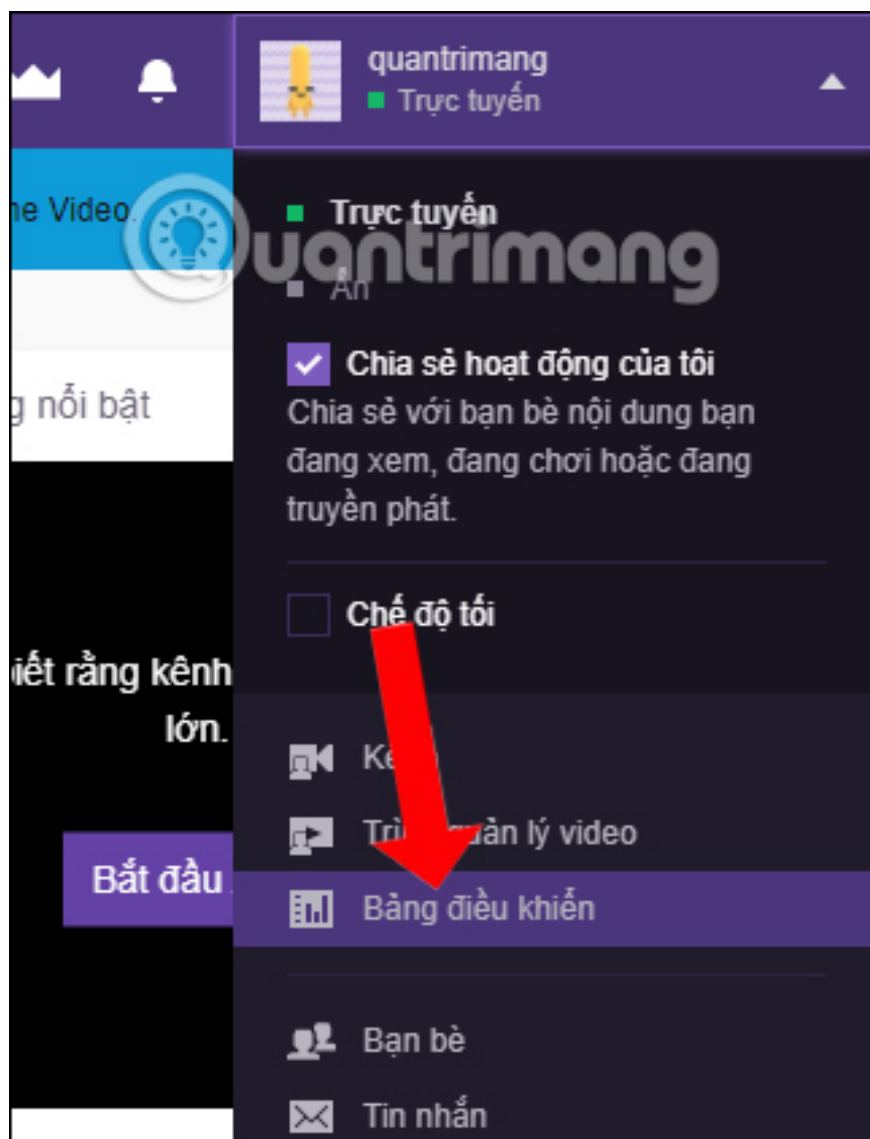 quantrimang
Trực tuyến
ne Video.
Trực tuyến
Quantrimang
Ẩn
Chia sẻ hoạt động của tôi
g nổi bật
Chia sẻ với bạn bè nội dung bạn
đang xem, đang chơi hoặc đang
truyền phát.
Chế độ tối
iết rằng kênh
lớn.
quản lý video
Bắt đầu
Bảng điều khiển
Bạn bè
Tin nhắn